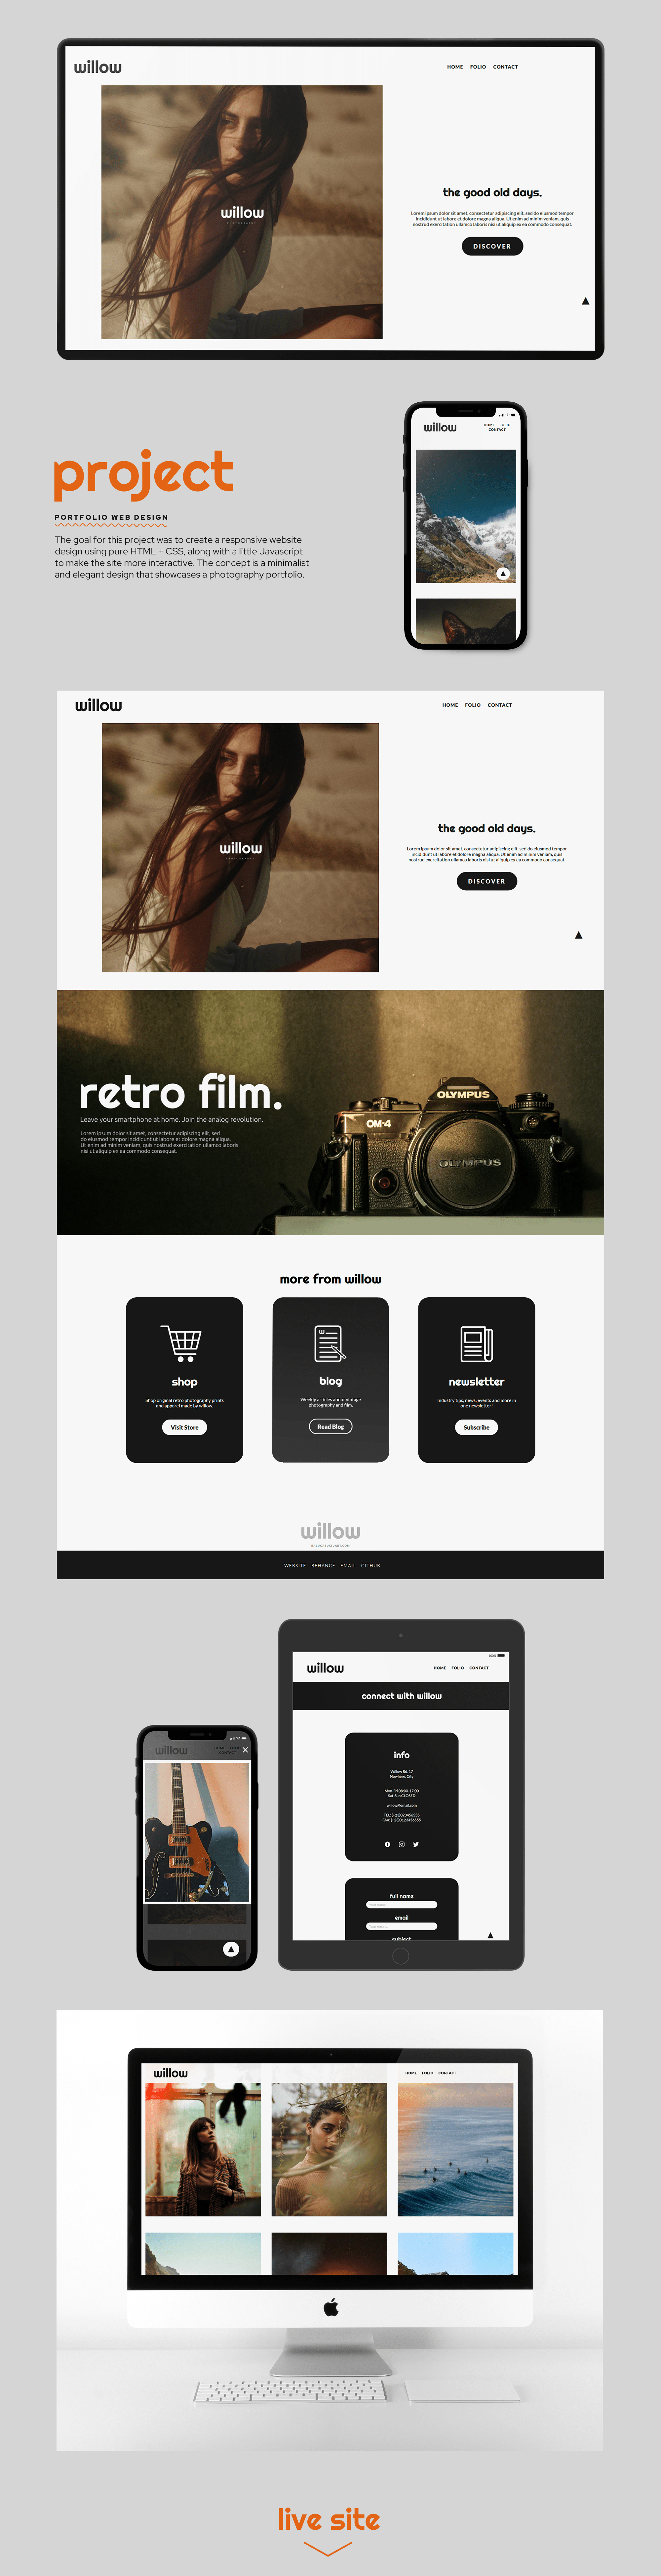 willow
HOME FOLIO CONTACT
willow
PHOTOGRAPHY
the good old days.
Lorem ipsum dolor sit amet, consectetur adipiscing elit, sed do eiusmod tempor
incididunt ut labore et dolore magna aliqua. Ut enim ad minim veniam, quis
nostrud exercitation ullamco laboris nisi ut aliquip ex ea commodo consequat.
DISCOVER
project
PORTFOLIO WEB DESIGN
The goal for this project was to create a responsive website
design using pure HTML + CSS, along with a little Javascript
to make the site more interactive. The concept is a minimalist
and elegant design that showcases a photography portfolio.
willow
HOME FOLIO
CONTACT
willow
HOME FOLIO CONTACT
willow
PHOTOGRAPHY
the good old days.
Lorem ipsum dolor sit amet, consectetur adipiscing elit, sed do eiusmod tempor
incididunt ut labore et dolore magna aliqua. Ut enim ad minim veniam, quis
nostrud exercitation ullamco laboris nisi ut aliquip ex ea commodo consequat.
DISCOVER
retro film.
Leave your smartphone at home. Join the analog revolution.
Lorem ipsum dolor sit amet, consectetur adipiscing elit, sed
do eiusmod tempor incididunt ut labore et dolore magna aliqua.
Ut enim ad minim veniam, quis nostrud exercitation ullamco laboris
nisi ut aliquip ex ea commodo consequat.
OLYMPUS
OM-4
OLYMPUS
more from willow
shop
Shop original retro photography prints
and apparel made by willow.
Visit Store
w
blog
Weekly articles about vintage
photography and film.
Read Blog
newsletter
Industry tips, news, events and more in
one newsletter!
Subscribe
willow
WEBSITE BEHANCE EMAIL GITHUB
willow
HOME FOLIO
CONTACT
willow
HOME FOLIO CONTACT
connect with willow
info
Willow Rd. 17
Nowhere, City
Mon-Fri 08:00-17:00
Sat-Sun CLOSED
willow@email.com
full name
email
subject
willow
HOME FOLIO CONTACT
live site